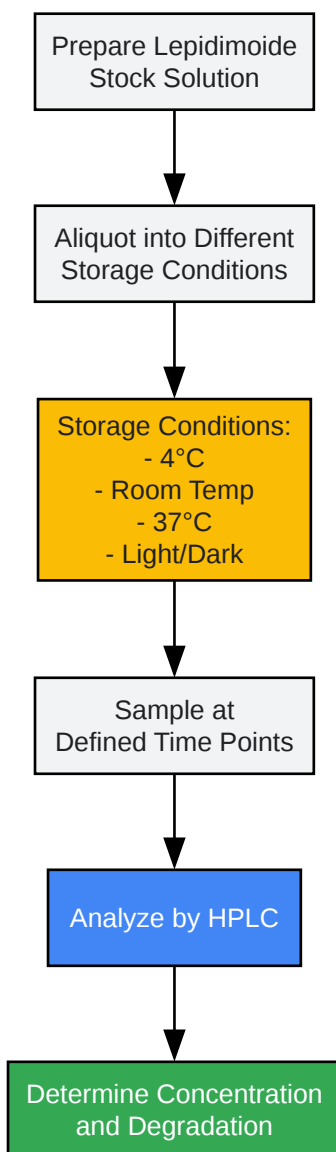 Prepare Lepidimoide
Stock Solution
Aliquot into Different
Storage Conditions
Storage Conditions:
- 4°C
- Room Temp
- 37°C
- Light/Dark
Sample at
Defined Time Points
Analyze by HPLC
Determine Concentration
and Degradation